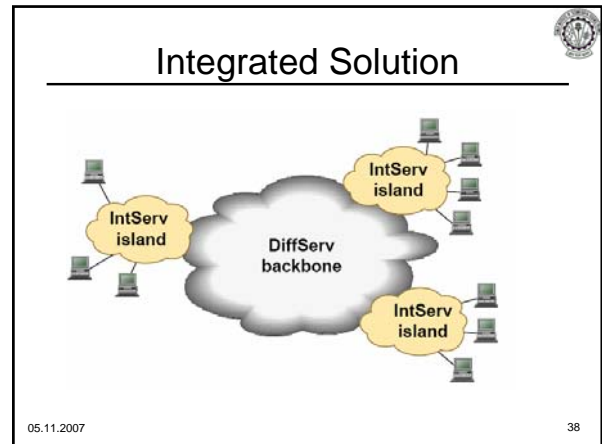 Integrated Solution
IntServ
island
IntServ
island
DiffServ
backbone
IntServ
island
05.11.2007
38